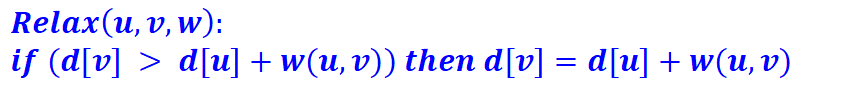 Relax(u, v, w):
if (d[v] > d[u] + w(u, v)) then d[v] = d[u] + w(u, v)